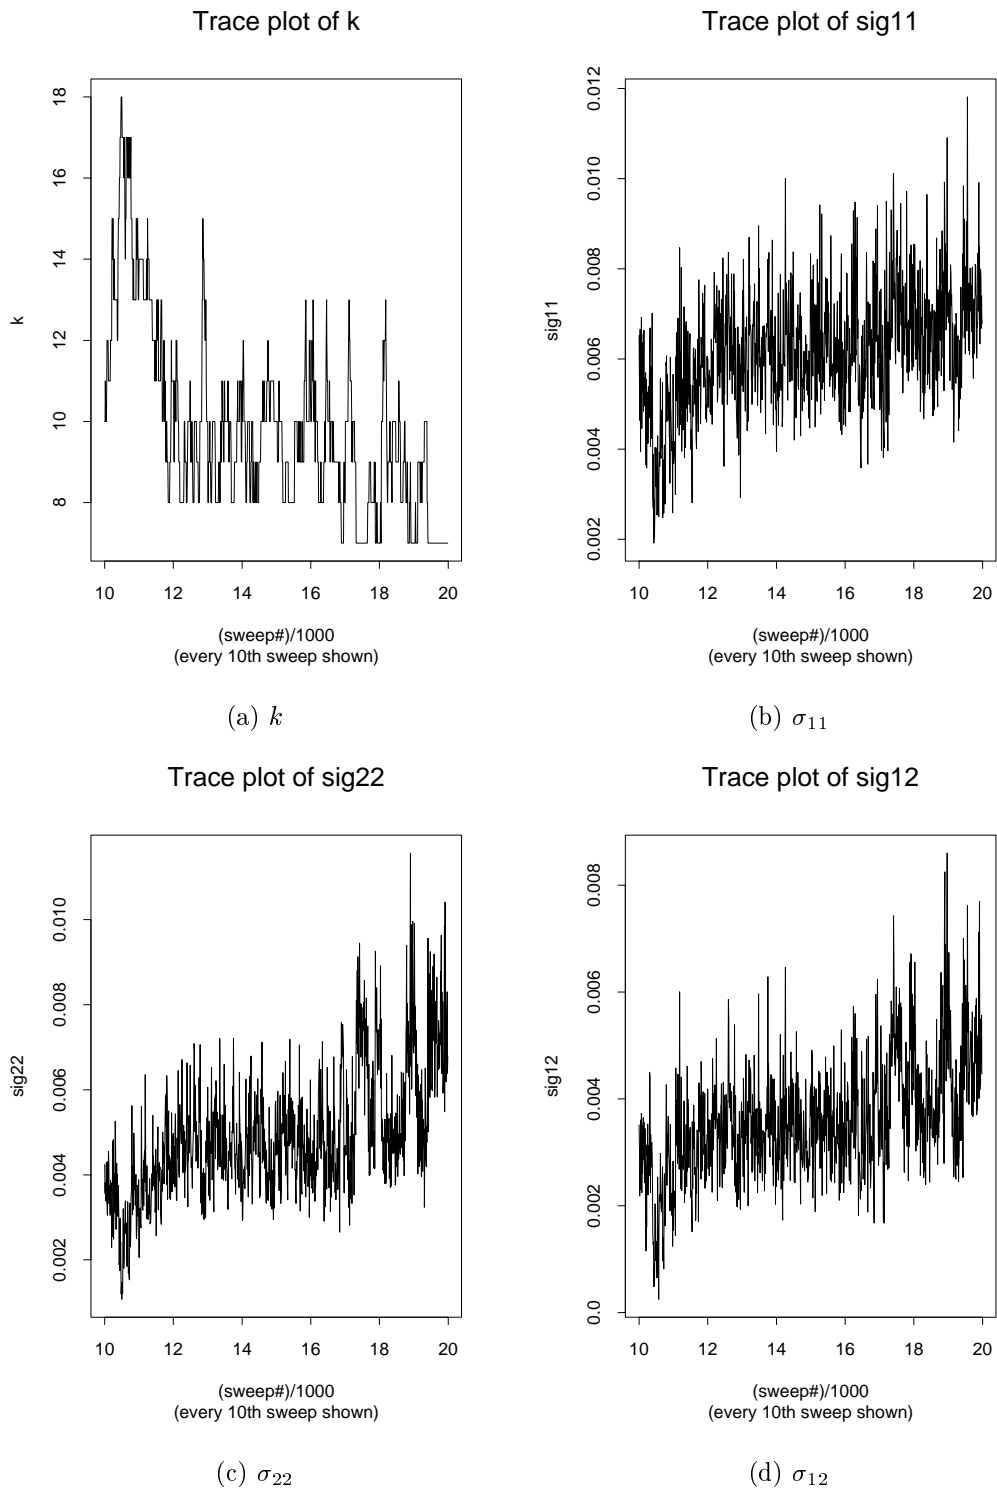 Trace plot of k
k
18
16
14
12
10
8
10 12 14 16 18 20
(sweep#)/1000
(every 10th sweep shown)
(a) k
Trace plot of sig11
sig11
0.012
0.010
0.008
0.006
0.004
0.002
10 12 14 16 18 20
(sweep#)/1000
(every 10th sweep shown)
(b) σ₁₁
Trace plot of sig22
sig22
0.010
0.008
0.006
0.004
0.002
10 12 14 16 18 20
(sweep#)/1000
(every 10th sweep shown)
(c) σ₂₂
Trace plot of sig12
sig12
0.008
0.006
0.004
0.002
0.0
10 12 14 16 18 20
(sweep#)/1000
(every 10th sweep shown)
(d) σ₁₂